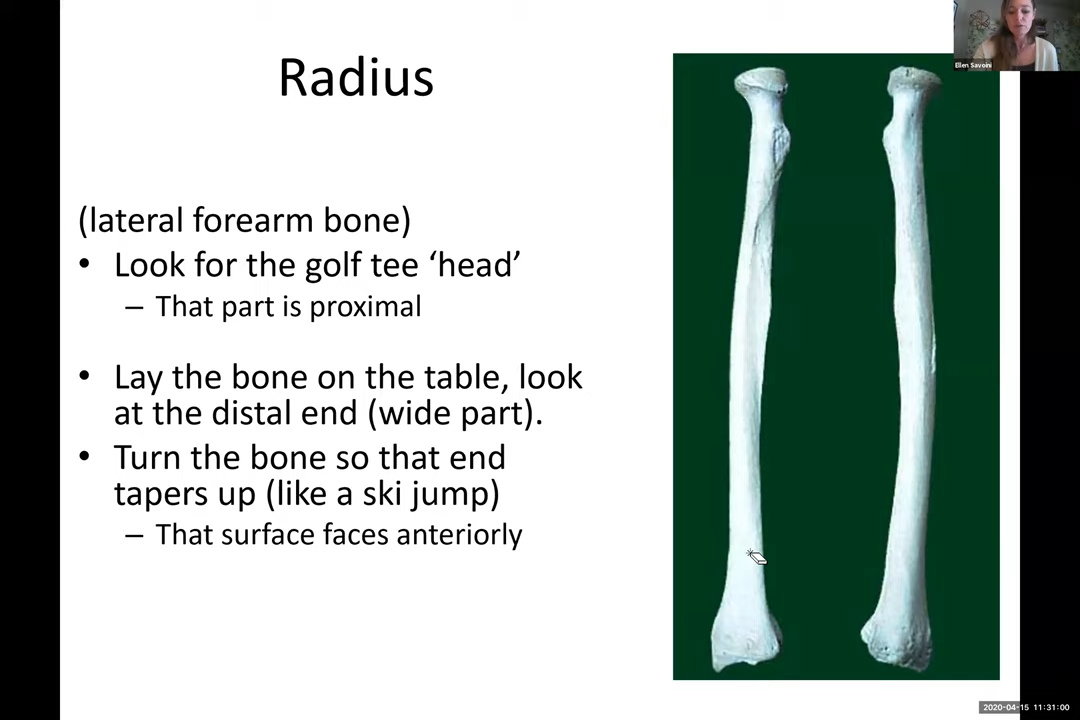 Ellen Savoini
Radius
(lateral forearm bone)
• Look for the golf tee ‘head’
– That part is proximal
• Lay the bone on the table, look
at the distal end (wide part).
• Turn the bone so that end
tapers up (like a ski jump)
– That surface faces anteriorly
2020-04-15 11:31:00